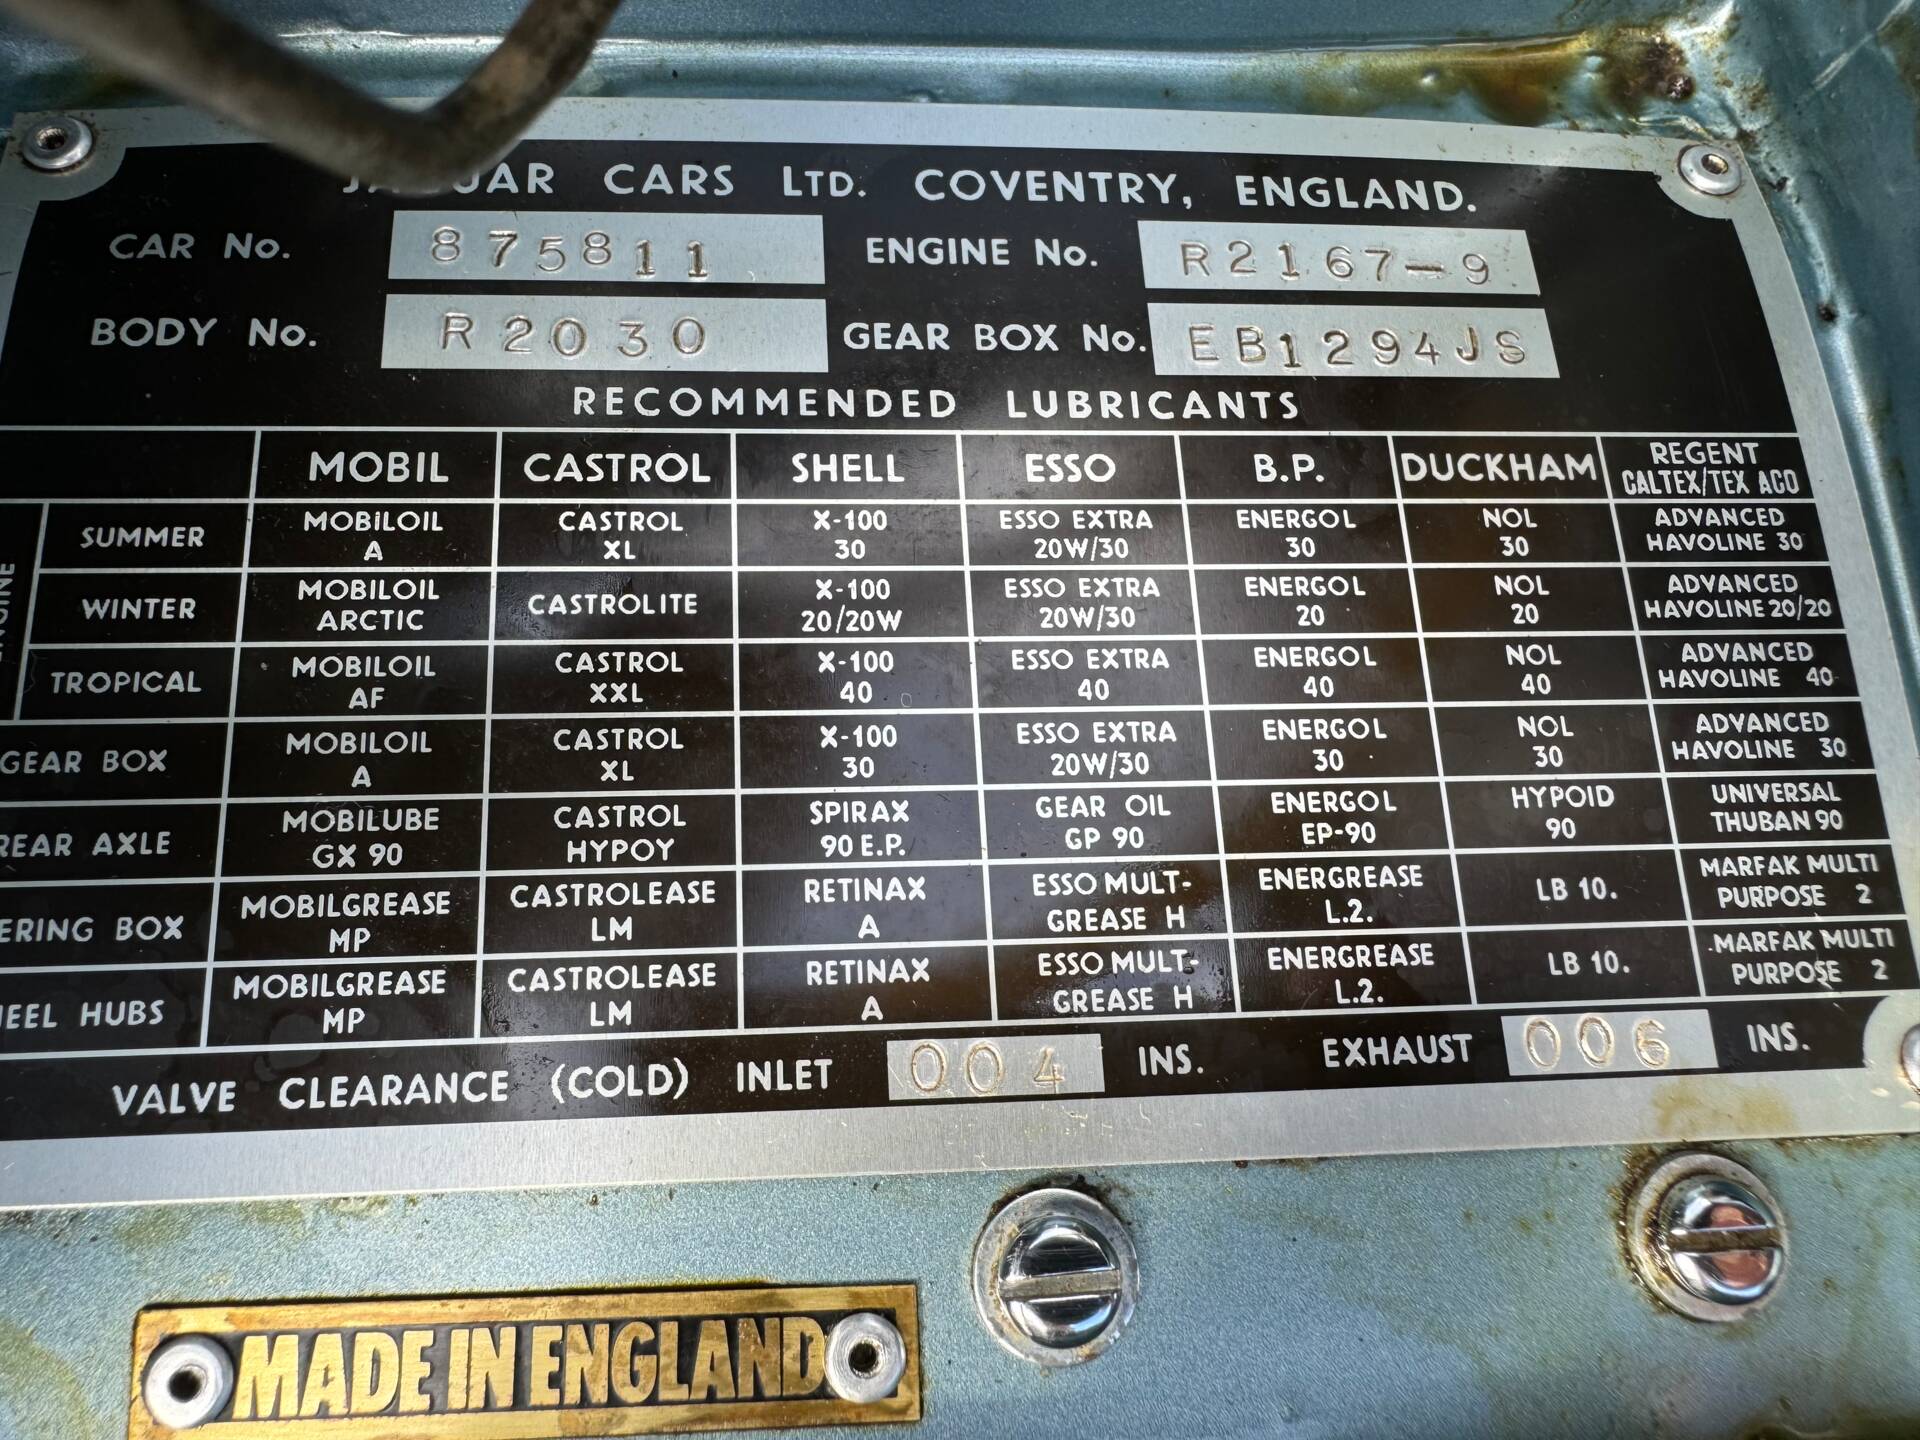 JAGUAR CARS LTD. COVENTRY, ENGLAND.
CAR No. 875811 ENGINE No. R2167-9
BODY No. R2030 GEAR BOX No. EB1294JS
RECOMMENDED LUBRICANTS
MOBIL CASTROL SHELL ESSO B.P. DUCKHAM REGENT
CALTEX/TEX ACO
SUMMER MOBiLOIL CASTROL X-100 ESSO EXTRA ENERGOL NOL ADVANCED
A XL 30 20W/30 30 30 HAVOLINE 30
WINTER MOBILOIL CASTROLITE X-100 ESSO EXTRA ENERGOL NOL ADVANCED
ARCTIC 20/20W 20W/30 20 20 HAVOLINE 20/20
TROPICAL MOBILOIL CASTROL X-100 ESSO EXTRA ENERGOL NOL ADVANCED
AF XXL 40 40 40 40 HAVOLINE 40
GEAR BOX MOBILOIL CASTROL X-100 ESSO EXTRA ENERGOL NOL ADVANCED
A XL 30 20W/30 30 30 HAVOLINE 30
REAR AXLE MOBILUBE CASTROL SPIRAX GEAR OIL ENERGOL HYPOID UNIVERSAL
GX 90 HYPOY 90 E.P. GP 90 EP-90 90 THUBAN 90
ERING BOX MOBILGREASE CASTROLEASE RETINAX ESSO MULT- ENERGREASE LB 10. MARFAK MULTI
MP LM A GREASE H L.2. PURPOSE 2
EEL HUBS MOBILGREASE CASTROLEASE RETINAX ESSO MULT- ENERGREASE LB 10. MARFAK MULTI
MP LM A GREASE H L.2. PURPOSE 2
VALVE CLEARANCE (COLD) INLET 004 INS. EXHAUST 006 INS.
MADE IN ENGLAND